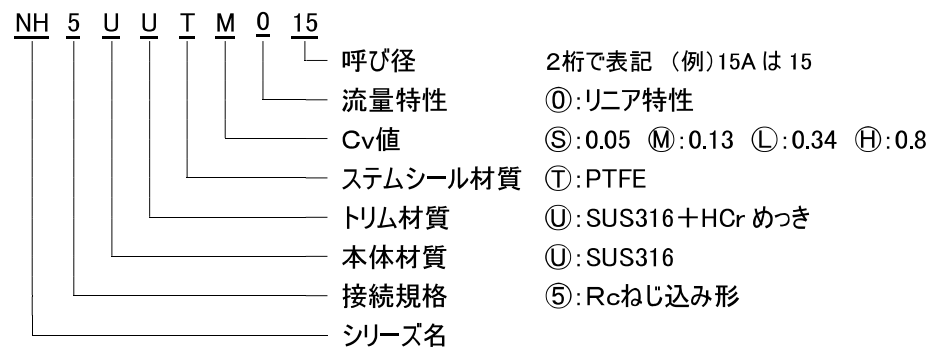 NH 5 U U T M 0 15
呼び径 2桁で表記 (例)15A は 15
流量特性 ⓪:リニア特性
Cv値 Ⓢ:0.05 Ⓜ:0.13 Ⓛ:0.34 Ⓗ:0.8
ステムシール材質 Ⓣ:PTFE
トリム材質 Ⓤ:SUS316+HCr めっき
本体材質 Ⓤ:SUS316
接続規格 ⑤:Rcねじ込み形
シリーズ名